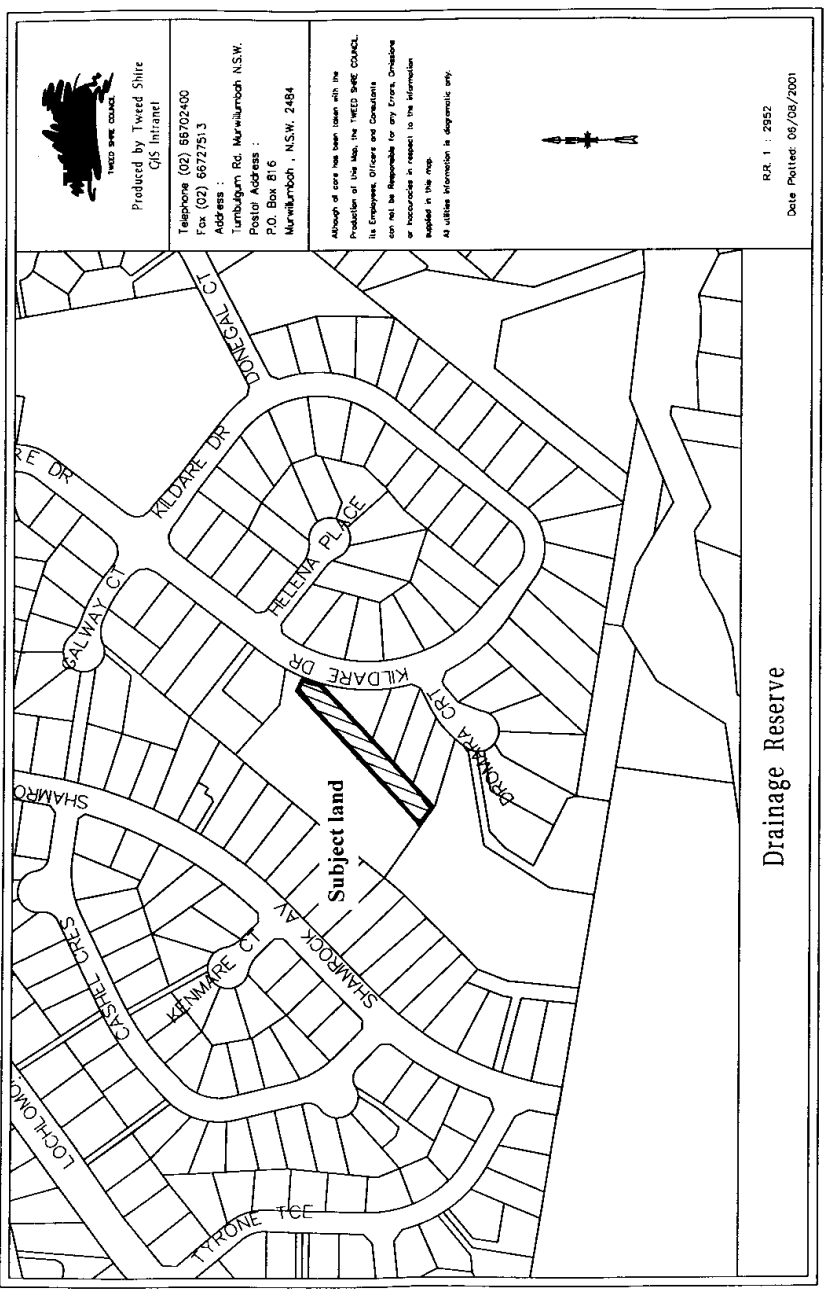 TWEED SHIRE COUNCIL
Produced by Tweed Shire
GIS Intranet
Telephone (02) 66702400
Fax (02) 66727513
Address :
Tumbulgum Rd. Murwillumbah N.S.W.
Postal Address :
P.O. Box 816
Murwillumbah , N.S.W. 2484
Although all care has been taken with the
Production of this Map, the TWEED SHIRE COUNCIL,
its Employees, Officers and Consultants
can not be Responsible for any Errors, Omissions
or Inaccuracies in respect to the information
supplied in this map.
All utilities information is diagramatic only.
R.R. 1 : 2952
Date Plotted: 06/08/2001
DONEGAL CT
RE DR
KILDARE DR
GALWAY CT
HELENA PLACE
KILDARE DR
DROMARA CRT
SHAMRO
Subject land
SHAMROCK AV
CASHEL CRES
KENMARE CT
LOCHLOMO
TYRONE TCE
Drainage Reserve